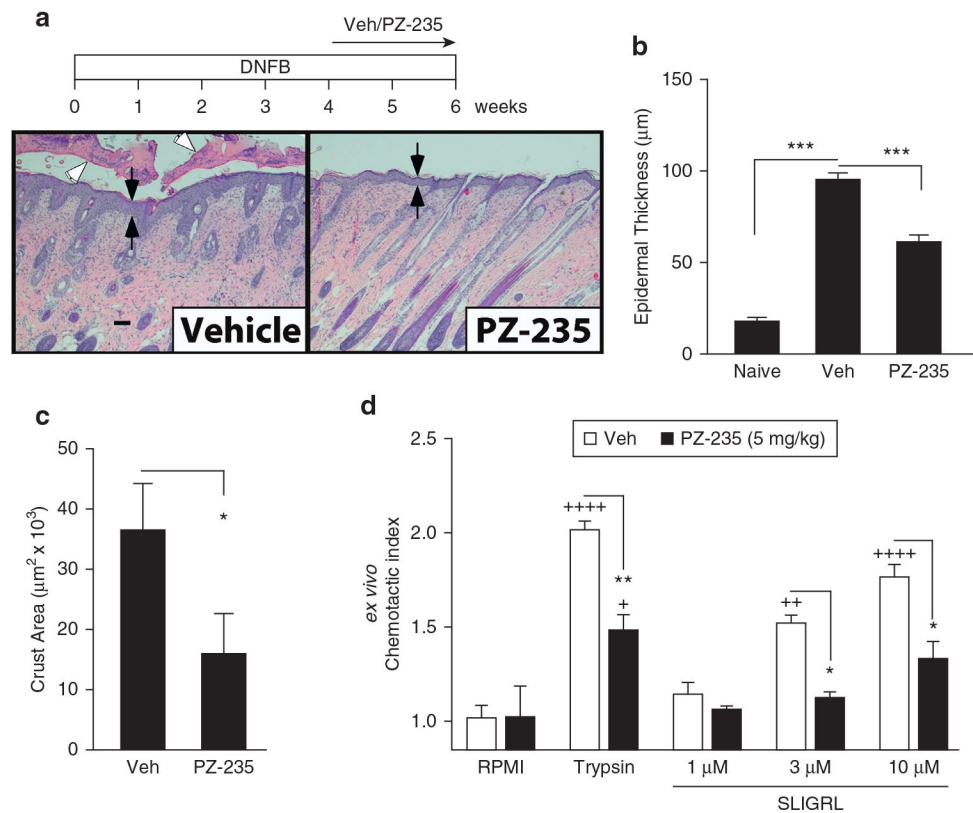 a
Veh/PZ-235
DNFB
0 1 2 3 4 5 6 weeks
Vehicle
PZ-235
b
Epidermal Thickness (μm)
150
100
50
0
***
***
Naive Veh PZ-235
c
Crust Area (μm² x 10³)
50
40
30
20
10
0
*
Veh PZ-235
d
Veh PZ-235 (5 mg/kg)
ex vivo
Chemotactic index
2.5
2.0
1.5
1.0
++++
**
+
++
*
++++
*
RPMI Trypsin 1 μM 3 μM 10 μM
SLIGRL